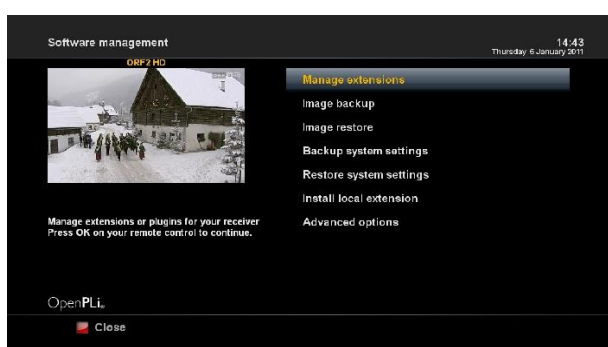 Software management
14:43
Thursday 6 January 2011
ORF2 HD
Manage extensions
Image backup
Image restore
Backup system settings
Restore system settings
Install local extension
Advanced options
Manage extensions or plugins for your receiver
Press OK on your remote control to continue.
OpenPLi
Close